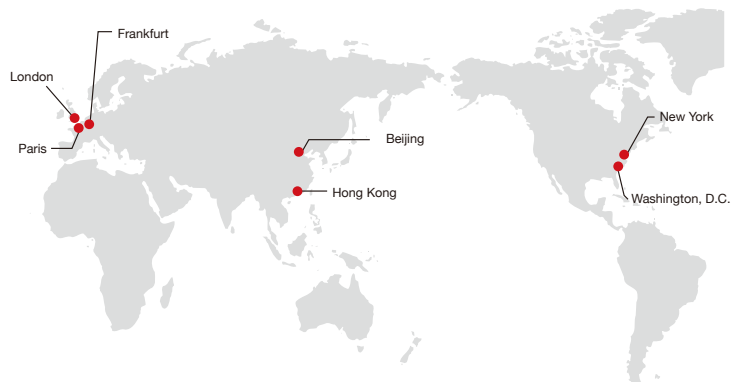 Frankfurt
London
Paris
Beijing
Hong Kong
New York
Washington, D.C.